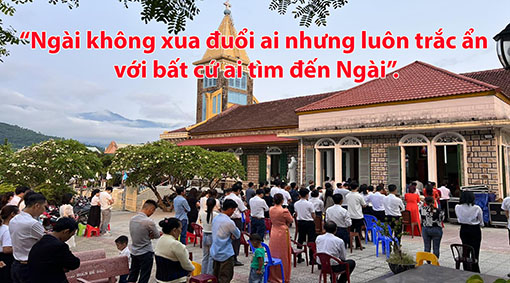 “Ngài không xua đuổi ai nhưng luôn trắc ẩn
với bất cứ ai tìm đến Ngài”.